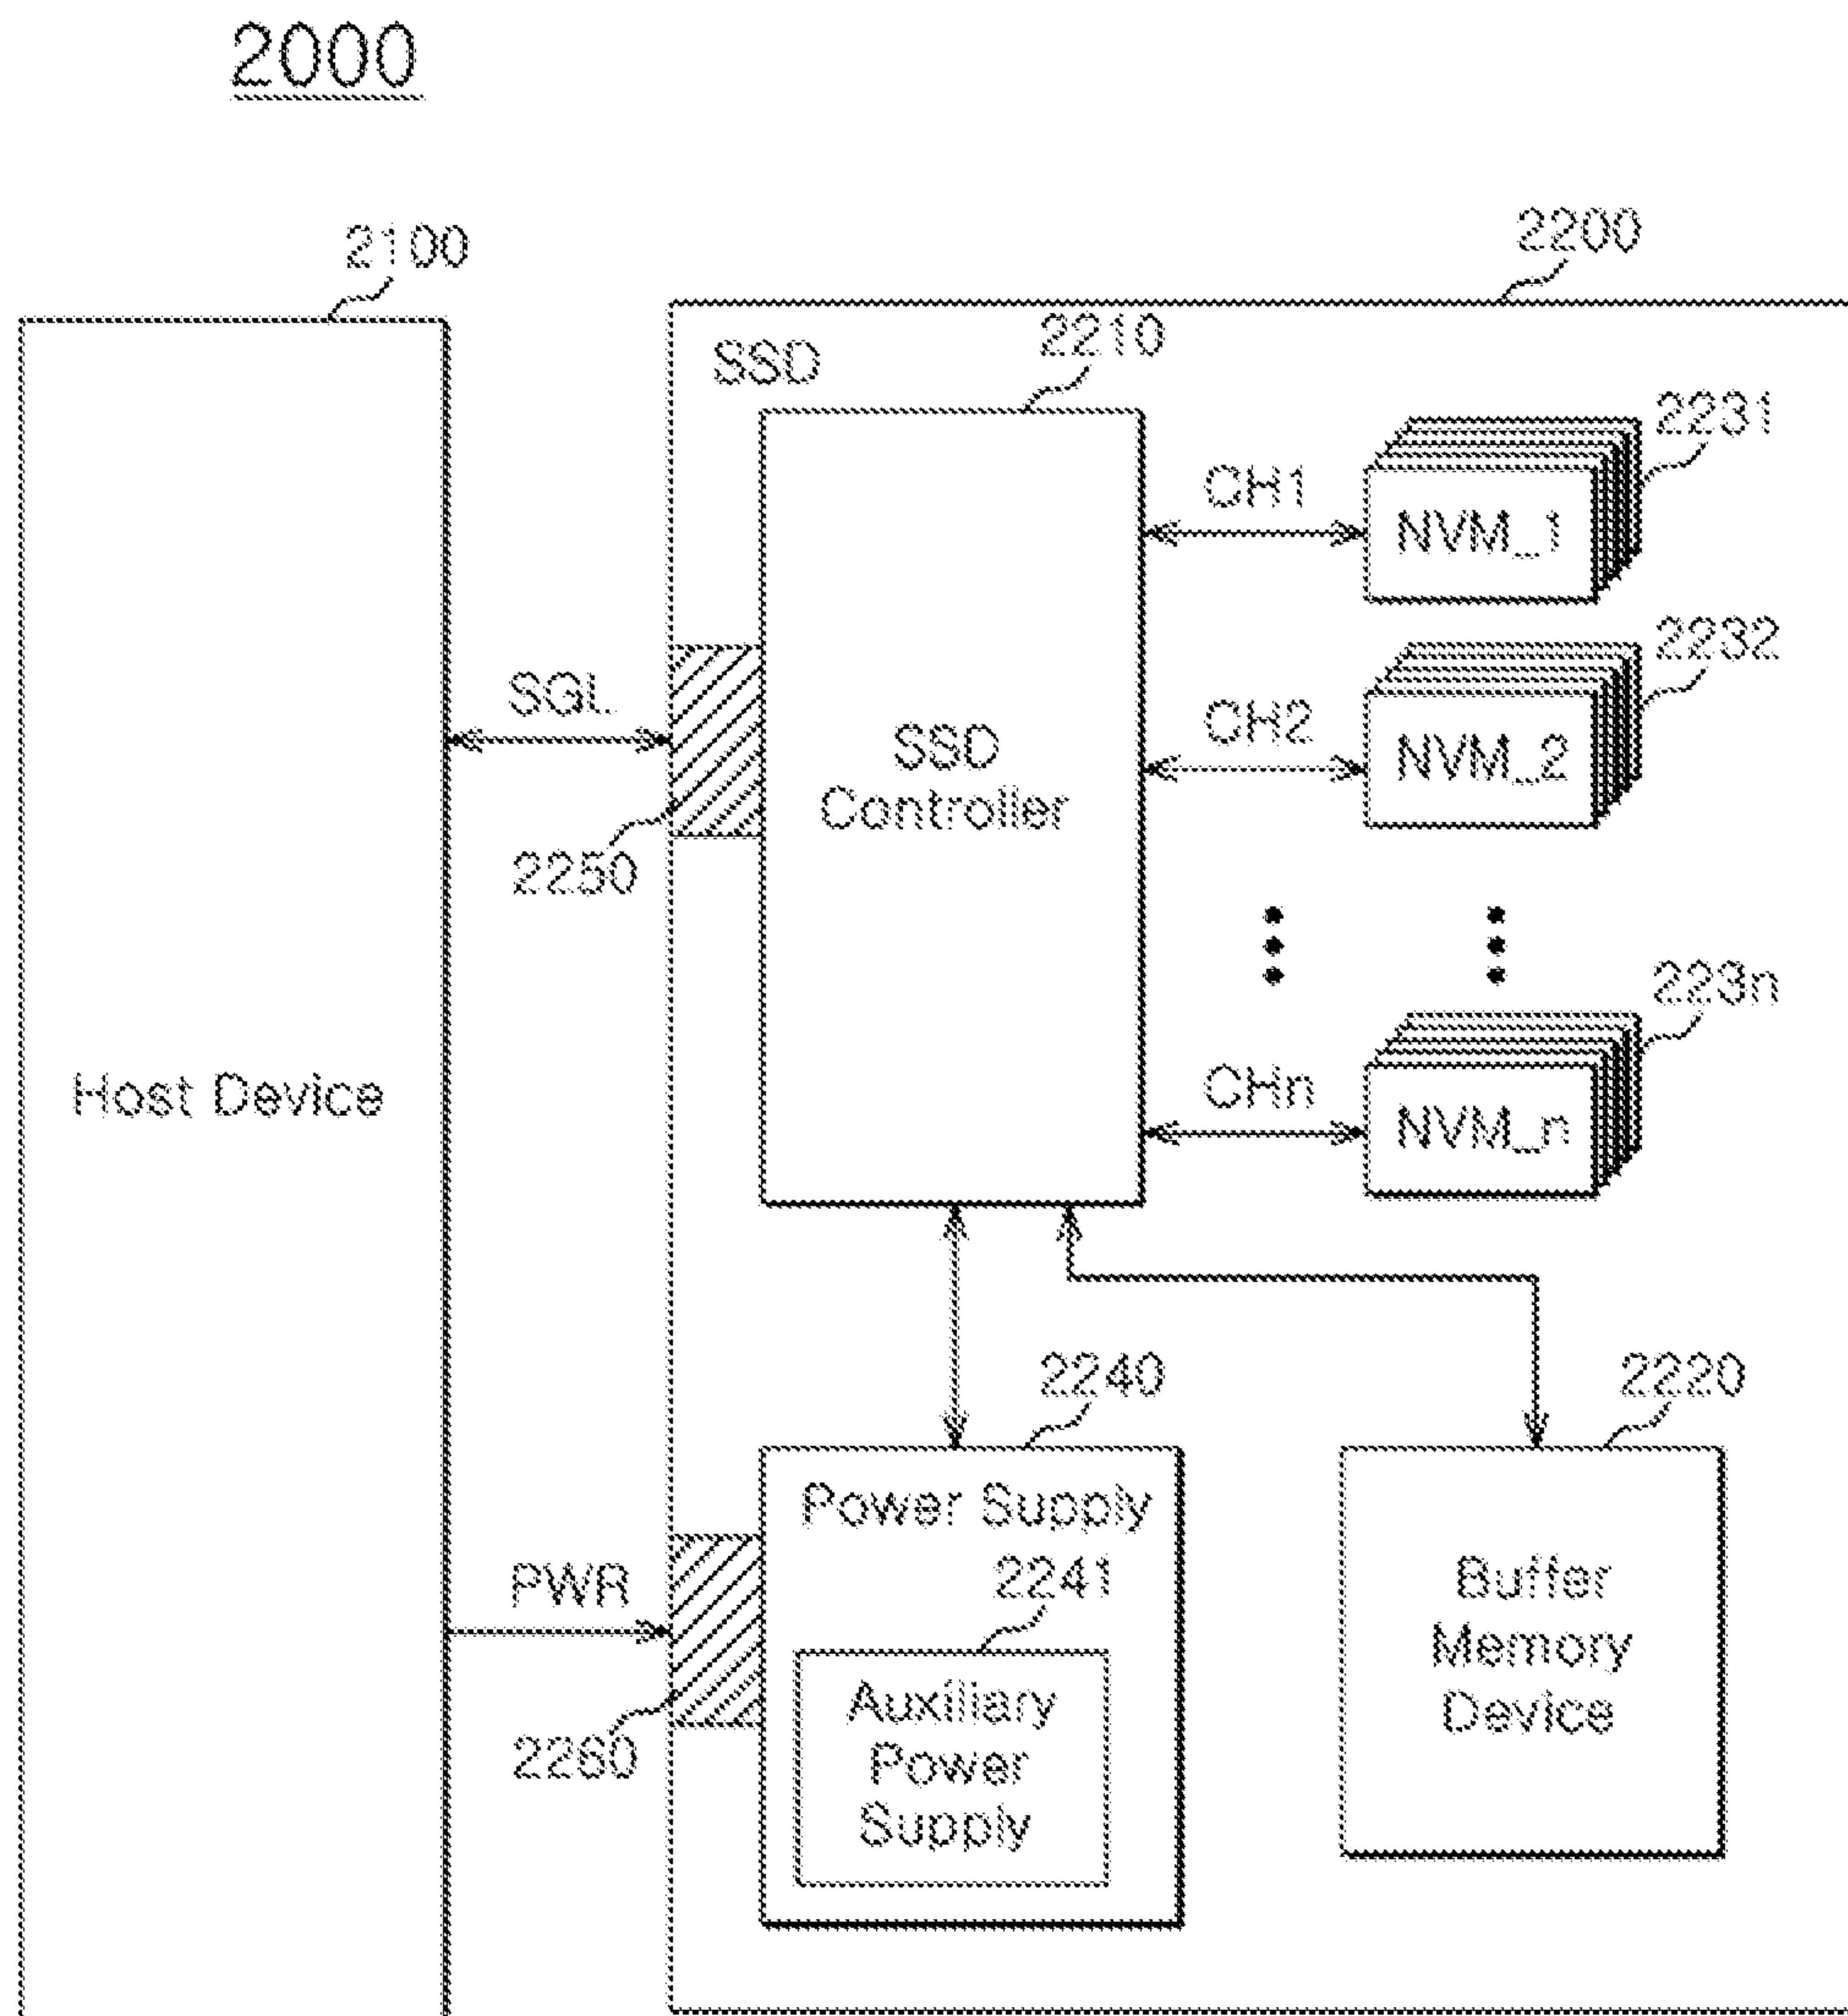 2000
2100
2200
SSD
2210
2231
CH1
NVM_1
2232
SGL
CH2
NVM_2
SSD
Controller
2250
223n
Host Device
CHn
NVM_n
2240
2220
Power Supply
2241
PWR
Buffer
Memory
Device
Auxiliary
Power
Supply
2260